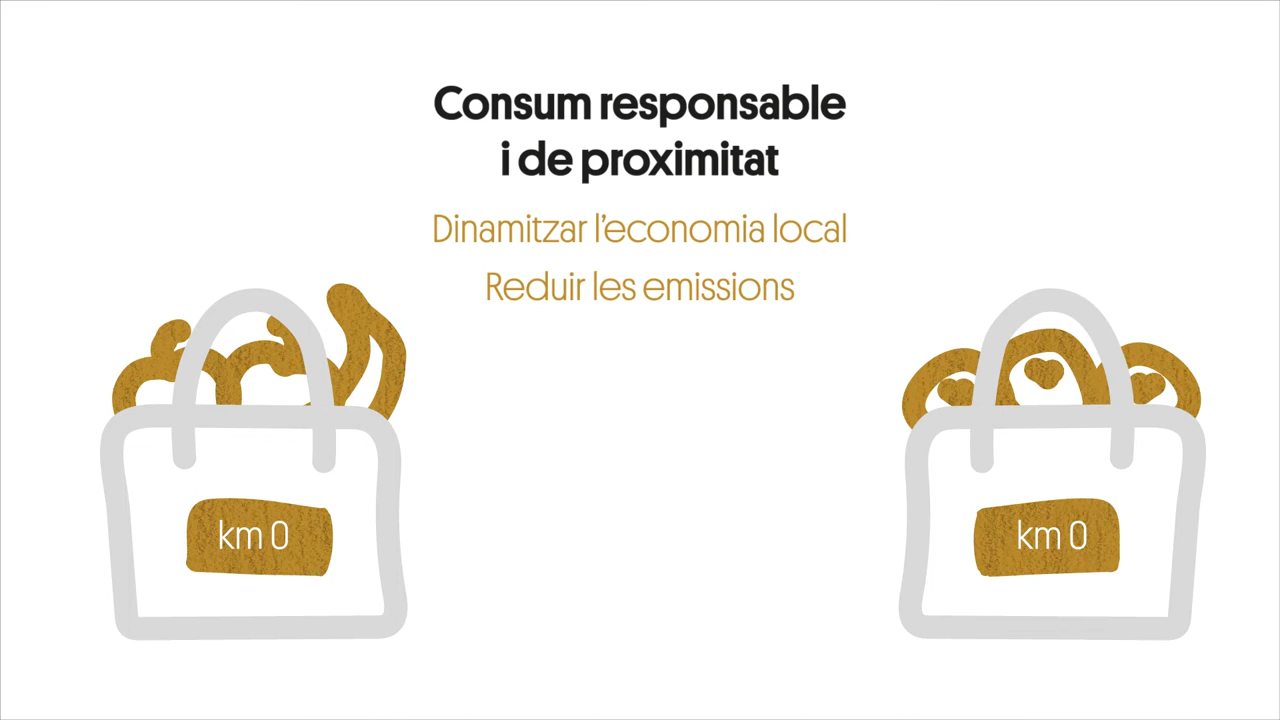 Consum responsable
i de proximitat
Dinamitzar l’economia local
Reduir les emissions
km 0
km 0